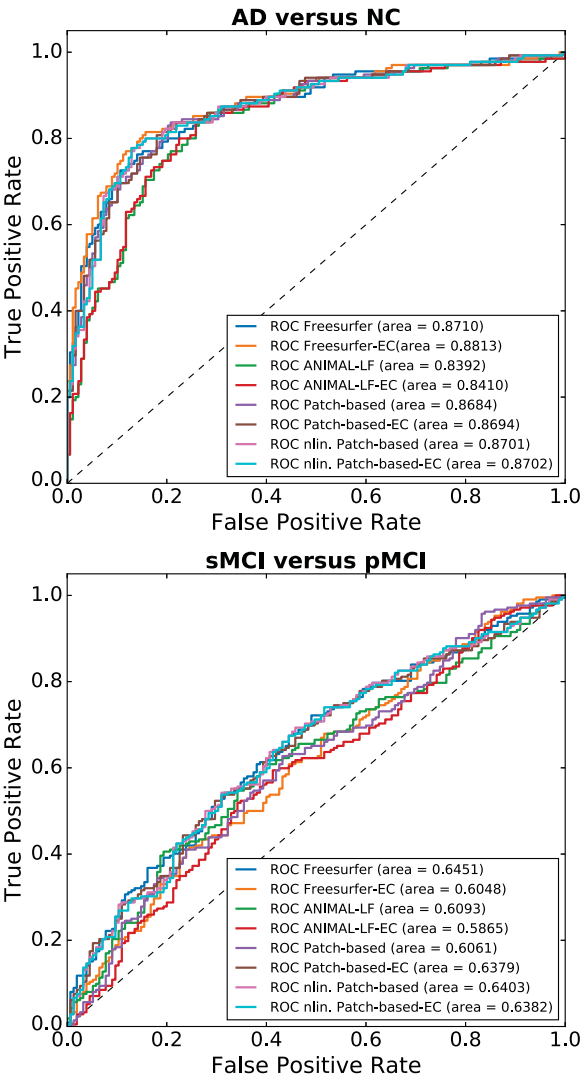 AD versus NC
1.0
0.8
0.6
0.4
0.2
0.0
True Positive Rate
ROC Freesurfer (area = 0.8710)
ROC Freesurfer-EC(area = 0.8813)
ROC ANIMAL-LF (area = 0.8392)
ROC ANIMAL-LF-EC (area = 0.8410)
ROC Patch-based (area = 0.8684)
ROC Patch-based-EC (area = 0.8694)
ROC nlin. Patch-based (area = 0.8701)
ROC nlin. Patch-based-EC (area = 0.8702)
0.0 0.2 0.4 0.6 0.8 1.0
False Positive Rate
sMCI versus pMCI
1.0
0.8
0.6
0.4
0.2
0.0
True Positive Rate
ROC Freesurfer (area = 0.6451)
ROC Freesurfer-EC (area = 0.6048)
ROC ANIMAL-LF (area = 0.6093)
ROC ANIMAL-LF-EC (area = 0.5865)
ROC Patch-based (area = 0.6061)
ROC Patch-based-EC (area = 0.6379)
ROC nlin. Patch-based (area = 0.6403)
ROC nlin. Patch-based-EC (area = 0.6382)
0.0 0.2 0.4 0.6 0.8 1.0
False Positive Rate